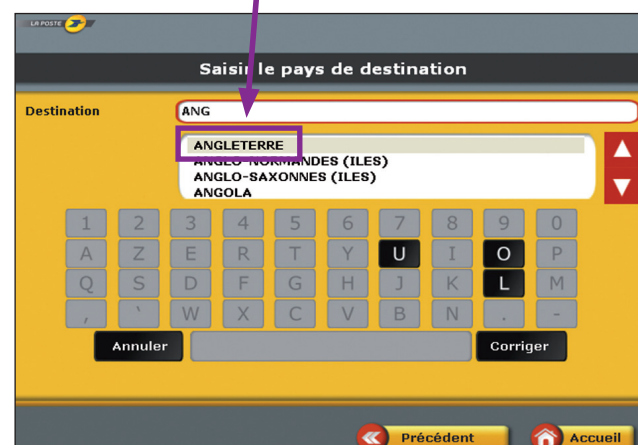 LA POSTE
Saisir le pays de destination
Destination
ANG
ANGLETERRE
ANGLO-NORMANDES (ILES)
ANGLO-SAXONNES (ILES)
ANGOLA
1 2 3 4 5 6 7 8 9 0
A Z E R T Y U I O P
Q S D F G H J K L M
, ` W X C V B N . -
Annuler Corriger
Précédent Accueil